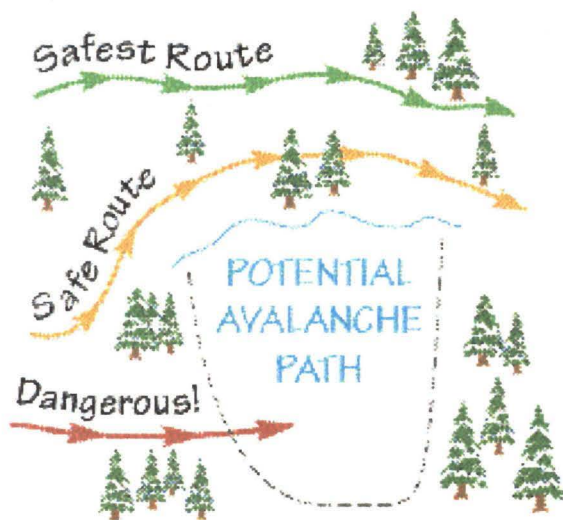 Safest Route
Safe Route
POTENTIAL
AVALANCHE
PATH
Dangerous!